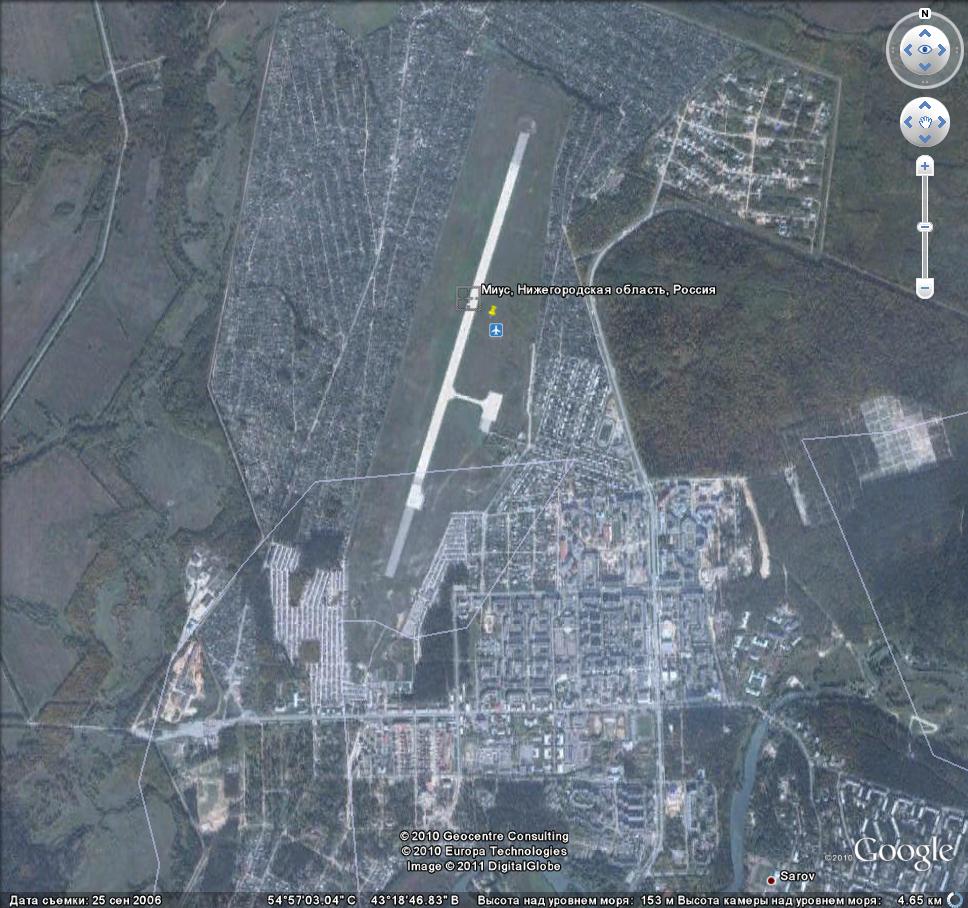 N
Миус, Нижегородская область, Россия
© 2010 Geocentre Consulting
© 2010 Europa Technologies
Image © 2011 DigitalGlobe
©2010 Google
Sarov
Дата съемки: 25 сен 2006 54°57'03.04" С 43°18'46.83" В Высота над уровнем моря: 153 м Высота камеры над уровнем моря: 4.65 км